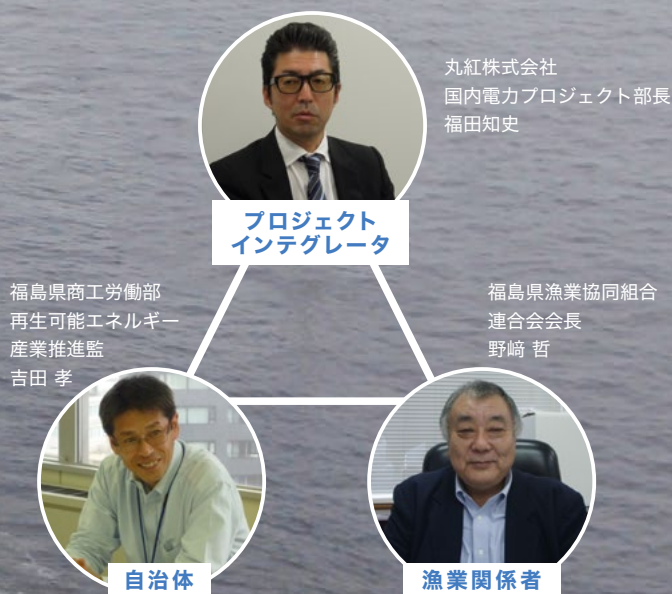 丸紅株式会社
国内電力プロジェクト部長
福田知史
プロジェクト
インテグレータ
福島県商工労働部
再生可能エネルギー
産業推進監
吉田 孝
福島県漁業協同組合
連合会会長
野﨑 哲
自治体
漁業関係者